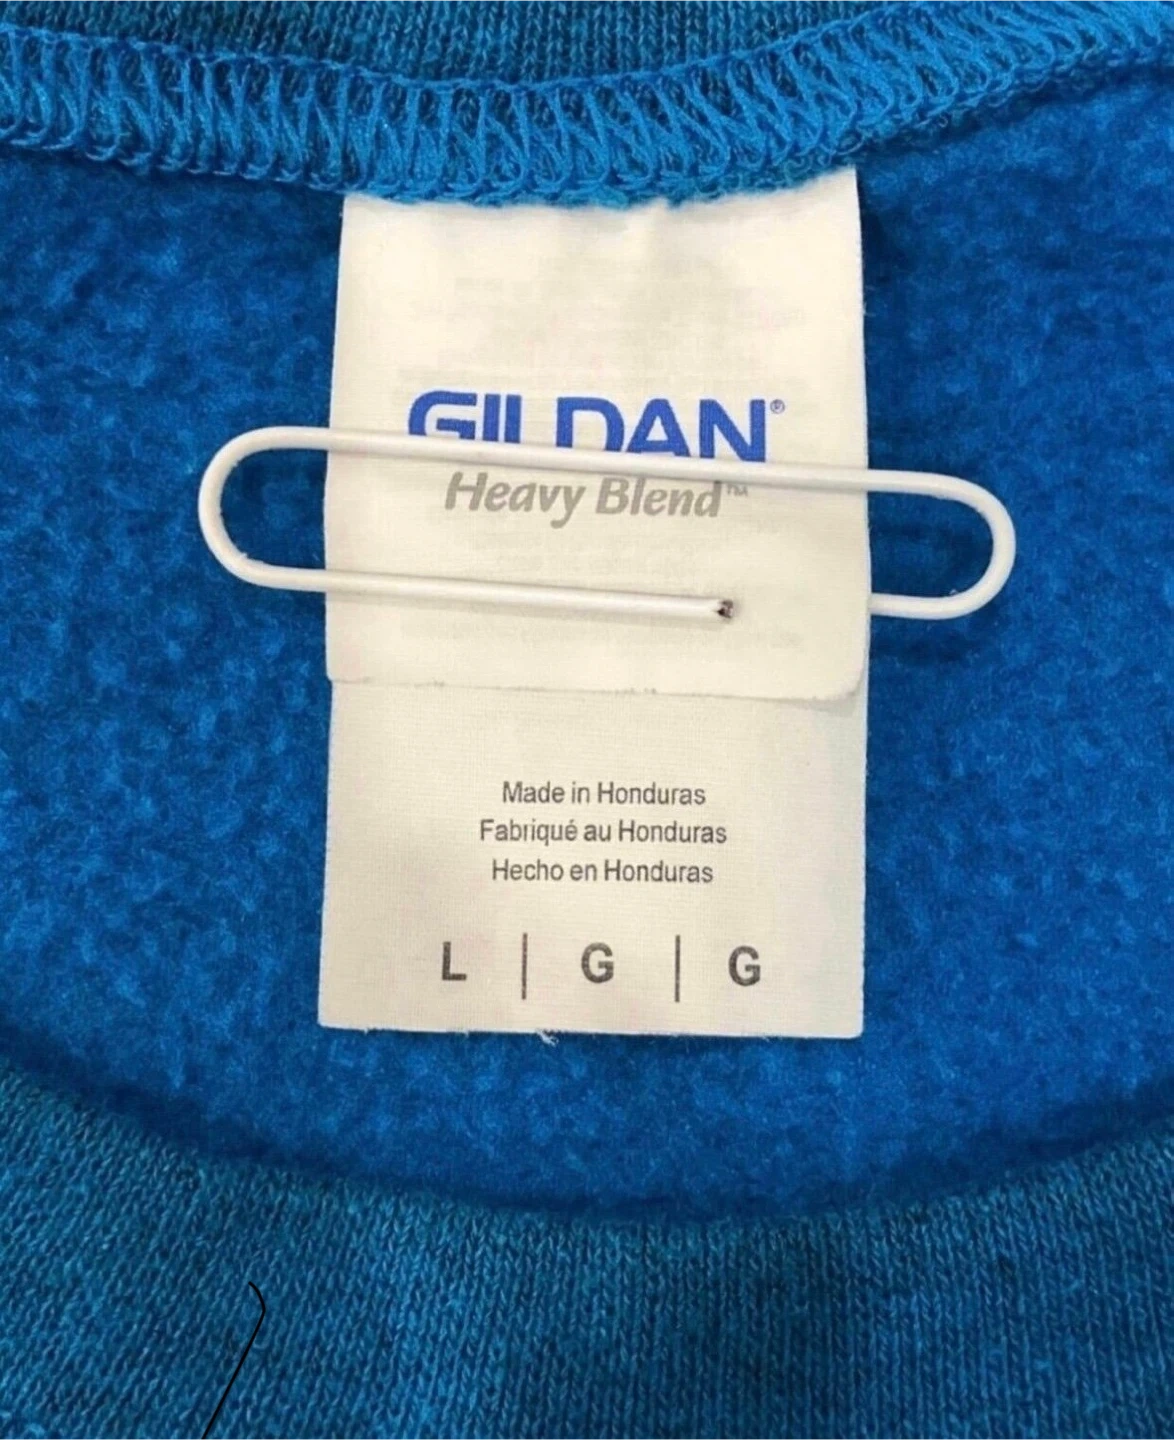 GILDAN®
Heavy Blend™
Made in Honduras
Fabriqué au Honduras
Hecho en Honduras
L | G | G